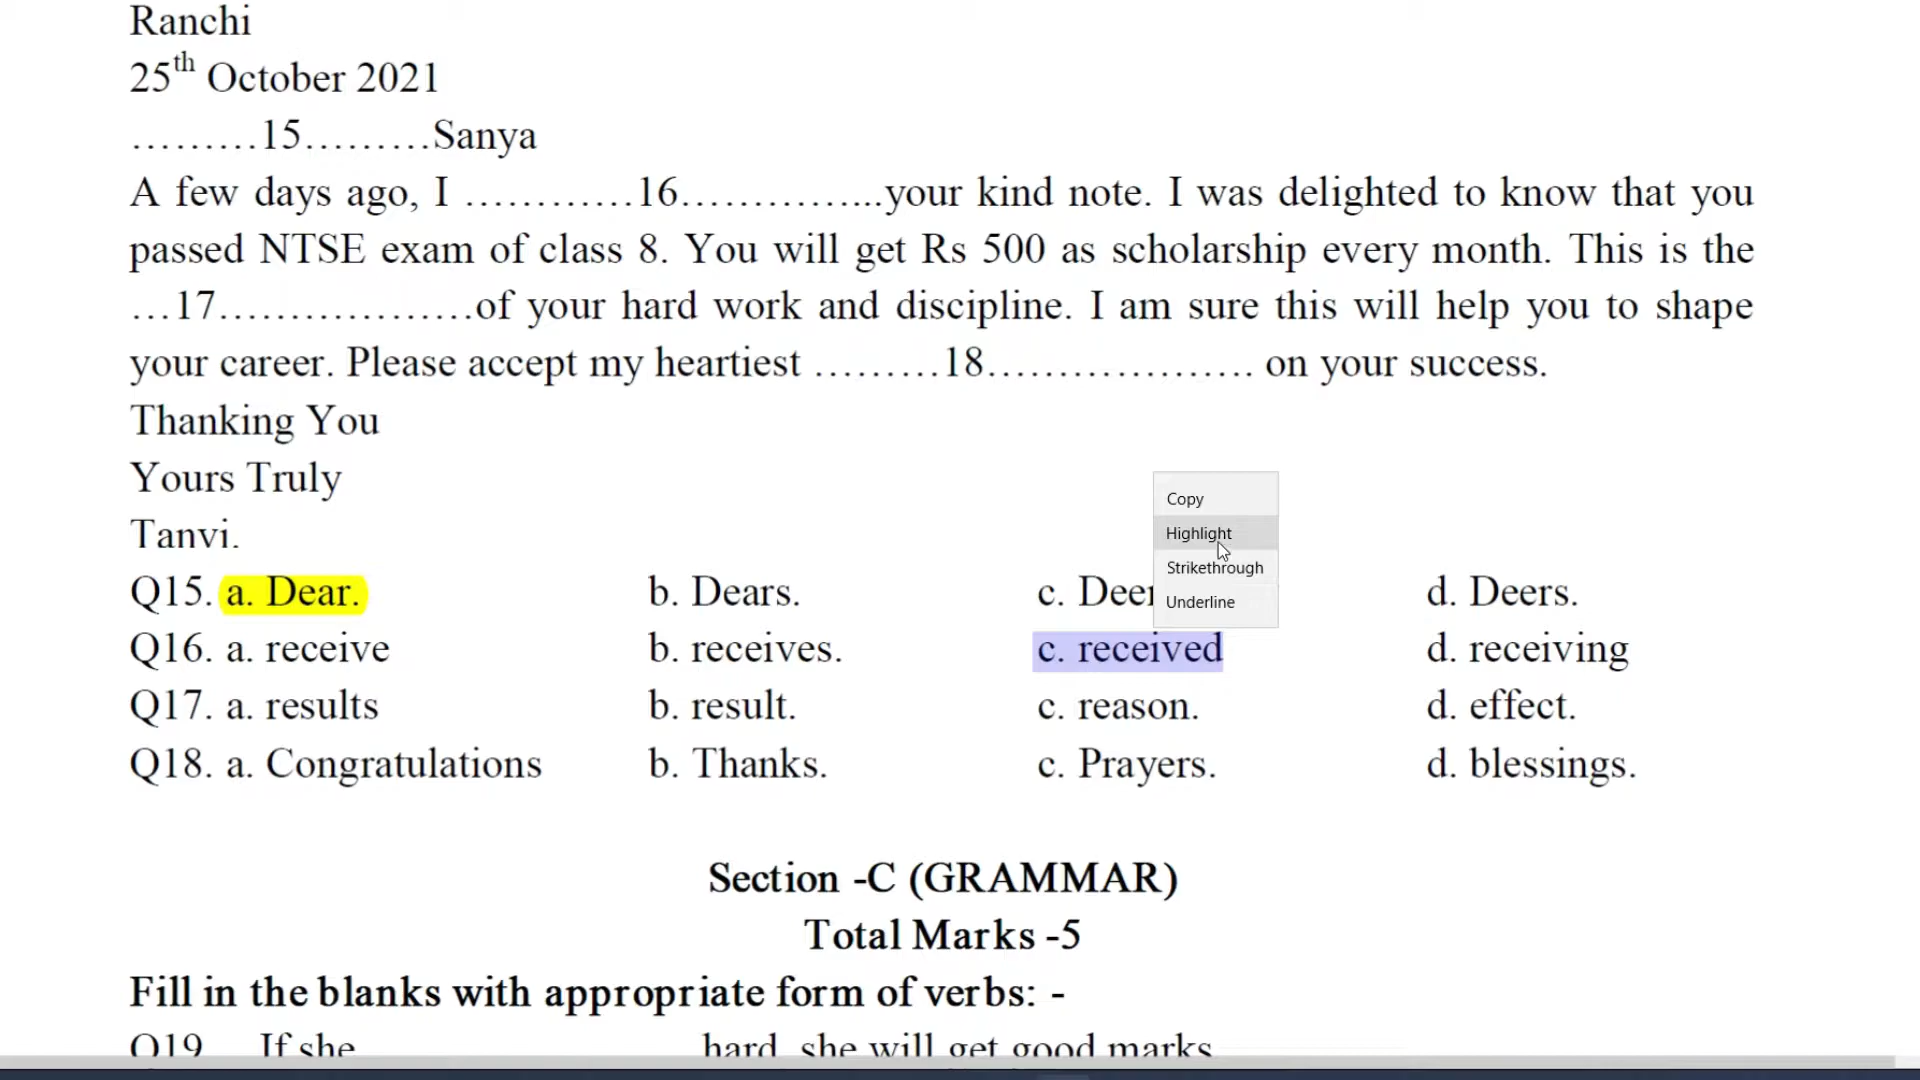 Ranchi
25th October 2021
………15………Sanya
A few days ago, I …………16…………...your kind note. I was delighted to know that you
passed NTSE exam of class 8. You will get Rs 500 as scholarship every month. This is the
…17………………of your hard work and discipline. I am sure this will help you to shape
your career. Please accept my heartiest ………18………………. on your success.
Thanking You
Yours Truly
Tanvi.
Copy
Highlight
Strikethrough
Underline
Q15. a. Dear. b. Dears. c. Deer d. Deers.
Q16. a. receive b. receives. c. received d. receiving
Q17. a. results b. result. c. reason. d. effect.
Q18. a. Congratulations b. Thanks. c. Prayers. d. blessings.
Section -C (GRAMMAR)
Total Marks -5
Fill in the blanks with appropriate form of verbs: -
Q19. If she hard, she will get good marks